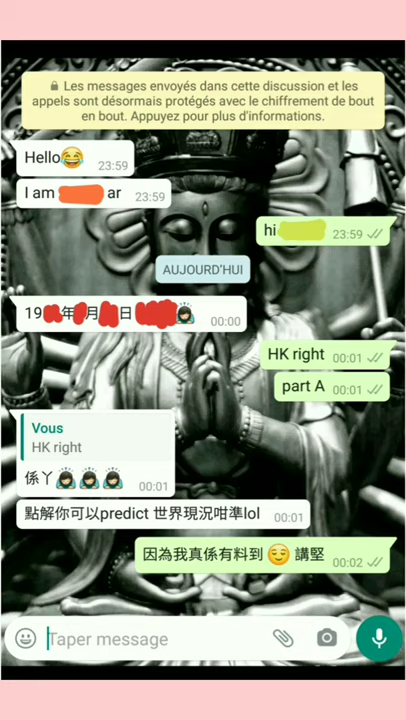 Les messages envoyés dans cette discussion et les
appels sont désormais protégés avec le chiffrement de bout
en bout. Appuyez pour plus d'informations.
Hello😂 23:59
I am ar 23:59
hi 23:59
AUJOURD'HUI
19 年 月 日 🙇🏻‍♀️ 00:00
HK right 00:01
part A 00:01
Vous
HK right
係丫🙇🏻‍♀️🙇🏻‍♀️🙇🏻‍♀️ 00:01
點解你可以predict 世界現況咁準lol 00:01
因為我真係有料到 😌 講堅 00:02
Taper message